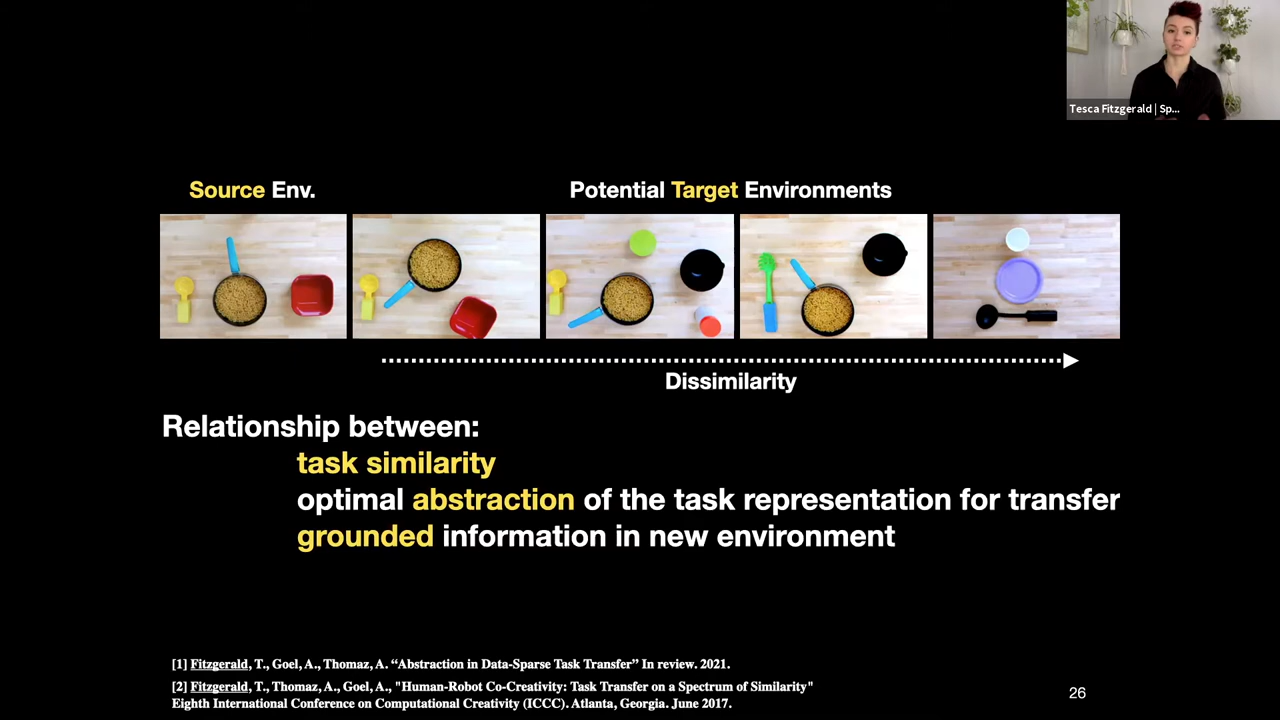 Tesca Fitzgerald | Sp...
Source Env.
Potential Target Environments
Dissimilarity
Relationship between:
task similarity
optimal abstraction of the task representation for transfer
grounded information in new environment
[1] Fitzgerald, T., Goel, A., Thomaz, A. “Abstraction in Data-Sparse Task Transfer” In review. 2021.
[2] Fitzgerald, T., Thomaz, A., Goel, A., "Human-Robot Co-Creativity: Task Transfer on a Spectrum of Similarity"
Eighth International Conference on Computational Creativity (ICCC). Atlanta, Georgia. June 2017.
26